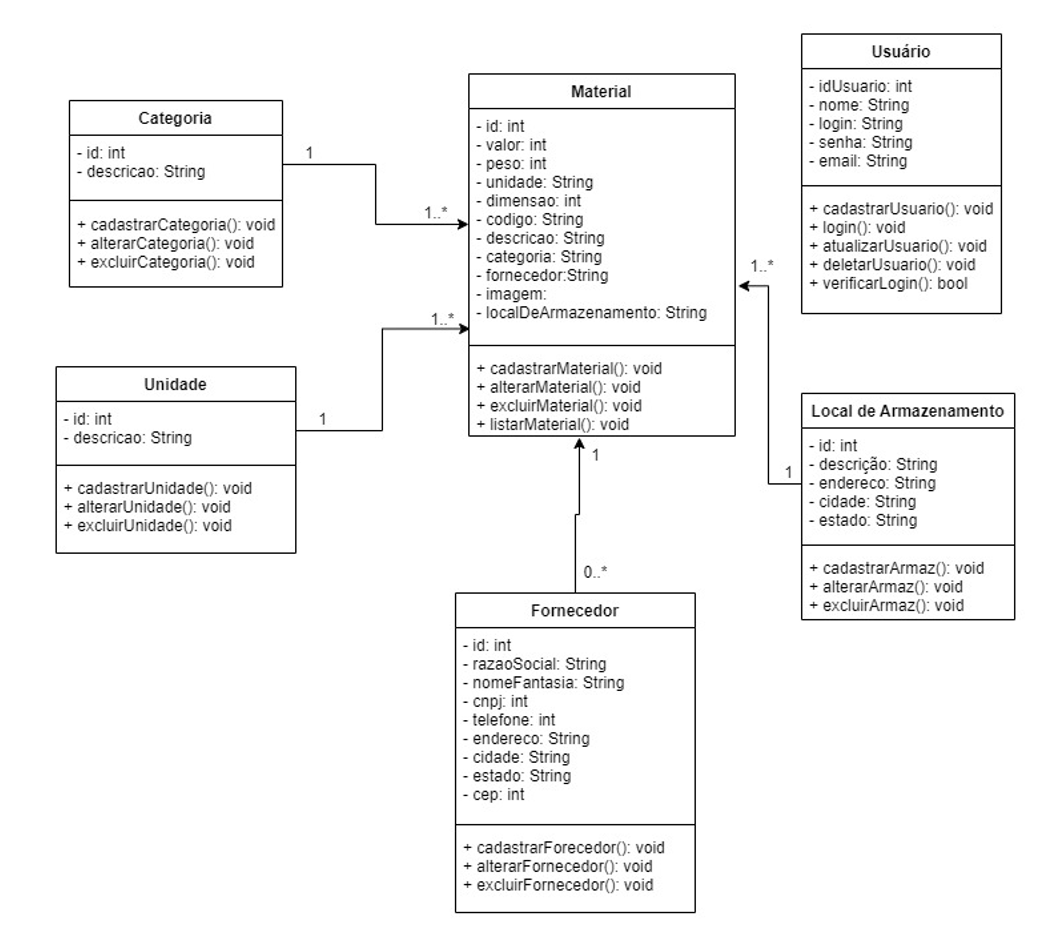 Categoria
- id: int
- descricao: String
+ cadastrarCategoria(): void
+ alterarCategoria(): void
+ excluirCategoria(): void
1
1..*
Material
- id: int
- valor: int
- peso: int
- unidade: String
- dimensao: int
- codigo: String
- descricao: String
- categoria: String
- fornecedor:String
- imagem:
- localDeArmazenamento: String
+ cadastrarMaterial(): void
+ alterarMaterial(): void
+ excluirMaterial(): void
+ listarMaterial(): void
Usuário
- idUsuario: int
- nome: String
- login: String
- senha: String
- email: String
+ cadastrarUsuario(): void
+ login(): void
+ atualizarUsuario(): void
+ deletarUsuario(): void
+ verificarLogin(): bool
1..*
1..*
Unidade
- id: int
- descricao: String
+ cadastrarUnidade(): void
+ alterarUnidade(): void
+ excluirUnidade(): void
1
Local de Armazenamento
- id: int
- descrição: String
- endereco: String
- cidade: String
- estado: String
+ cadastrarArmaz(): void
+ alterarArmaz(): void
+ excluirArmaz(): void
1
1
0..*
Fornecedor
- id: int
- razaoSocial: String
- nomeFantasia: String
- cnpj: int
- telefone: int
- endereco: String
- cidade: String
- estado: String
- cep: int
+ cadastrarForecedor(): void
+ alterarFornecedor(): void
+ excluirFornecedor(): void